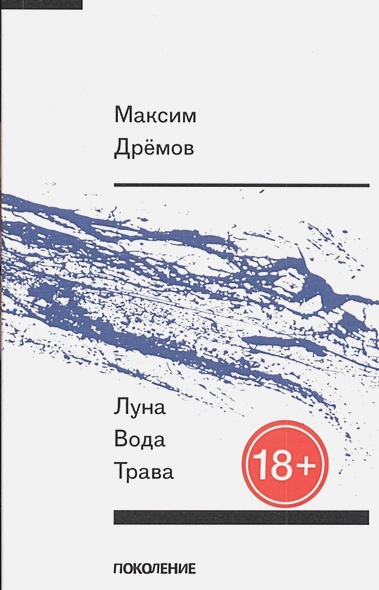 Максим
Дрёмов
Луна
Вода
Трава
18+
ПОКОЛЕНИЕ